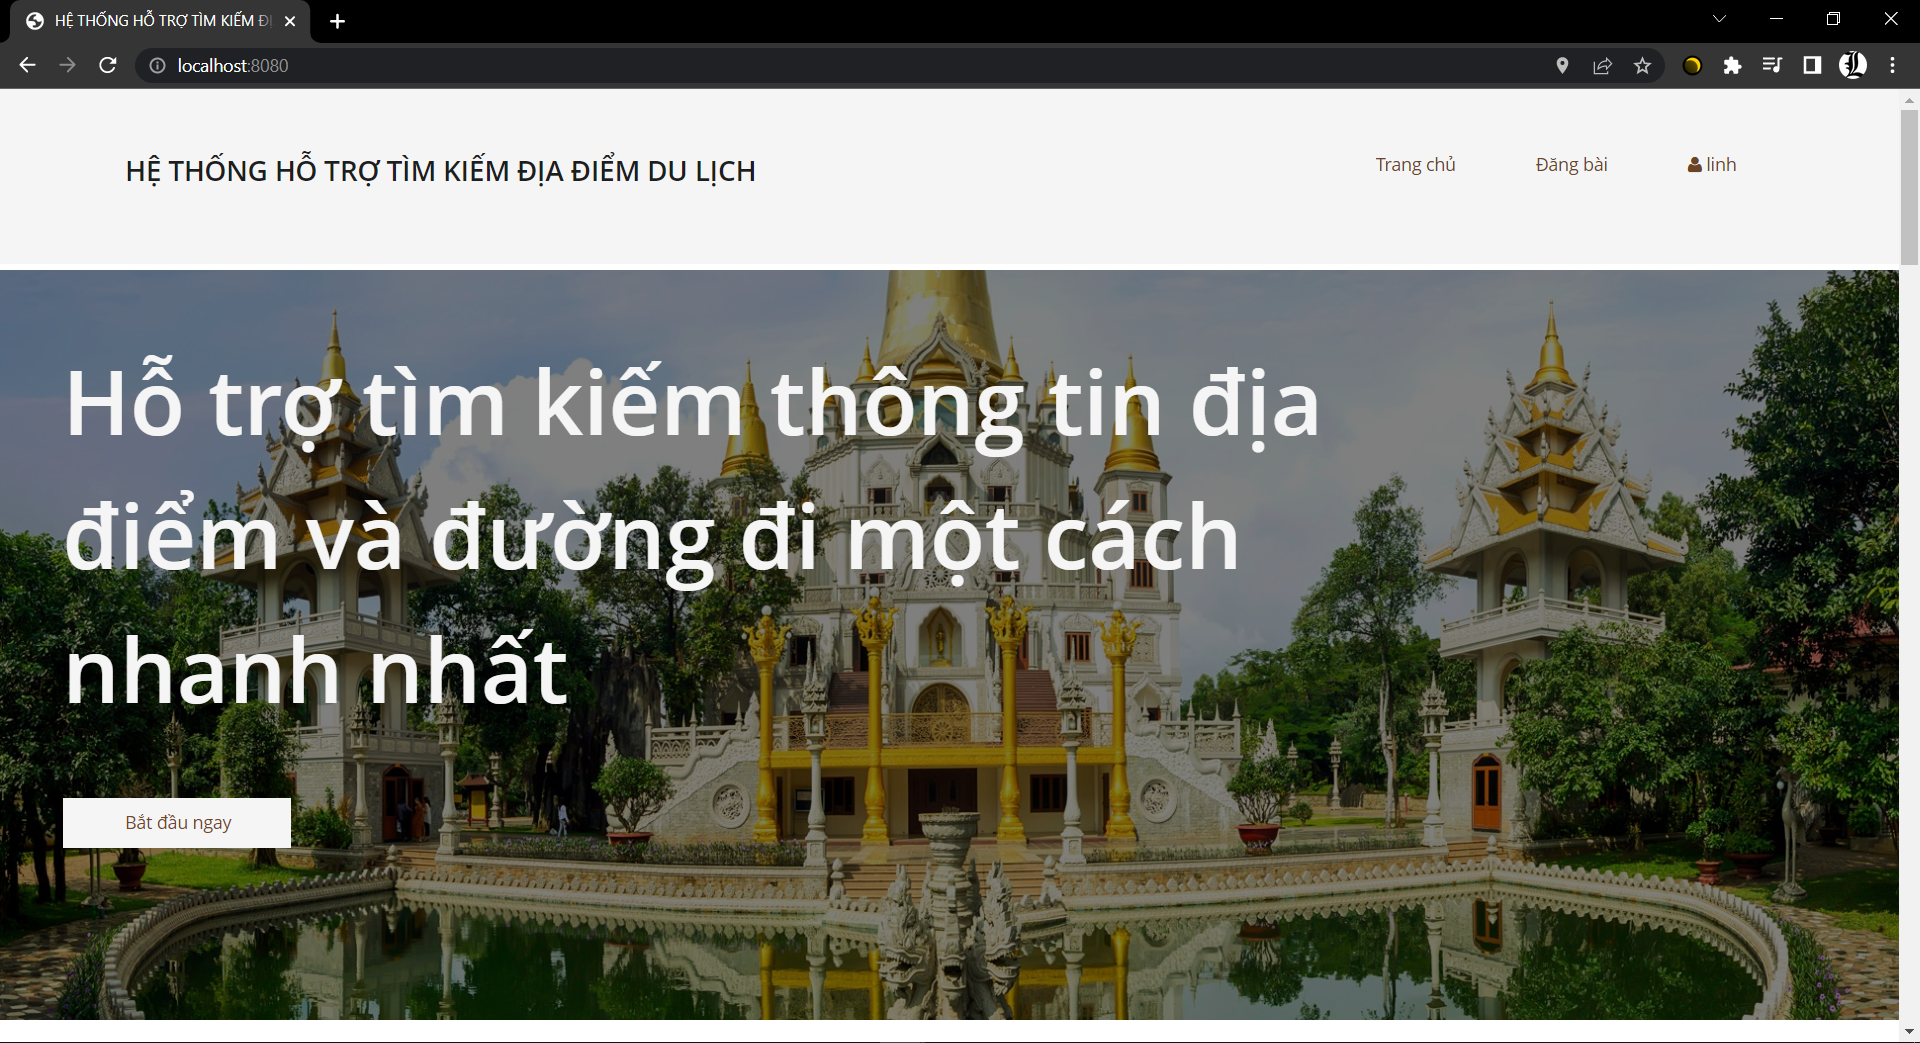 HỆ THỐNG HỖ TRỢ TÌM KIẾM ĐỊ
localhost:8080
HỆ THỐNG HỖ TRỢ TÌM KIẾM ĐỊA ĐIỂM DU LỊCH
Trang chủ
Đăng bài
linh
Hỗ trợ tìm kiếm thông tin địa
điểm và đường đi một cách
nhanh nhất
Bắt đầu ngay